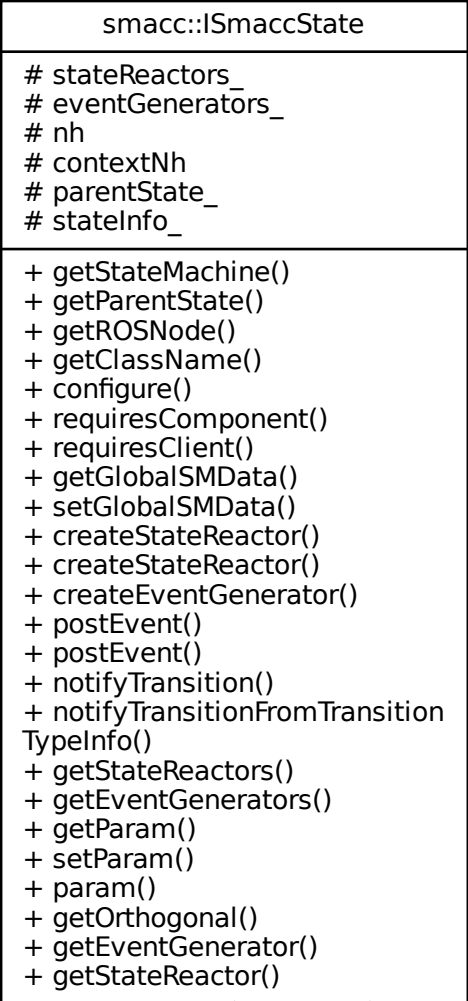 smacc::ISmaccState
# stateReactors_
# eventGenerators_
# nh
# contextNh
# parentState_
# stateInfo_
+ getStateMachine()
+ getParentState()
+ getROSNode()
+ getClassName()
+ configure()
+ requiresComponent()
+ requiresClient()
+ getGlobalSMData()
+ setGlobalSMData()
+ createStateReactor()
+ createStateReactor()
+ createEventGenerator()
+ postEvent()
+ postEvent()
+ notifyTransition()
+ notifyTransitionFromTransition
TypeInfo()
+ getStateReactors()
+ getEventGenerators()
+ getParam()
+ setParam()
+ param()
+ getOrthogonal()
+ getEventGenerator()
+ getStateReactor()